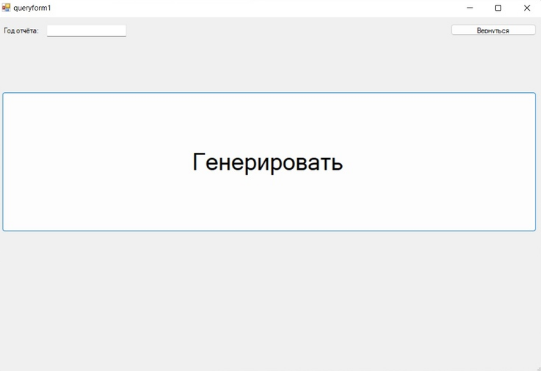 queryform1
Год отчёта: Вернуться
Генерировать